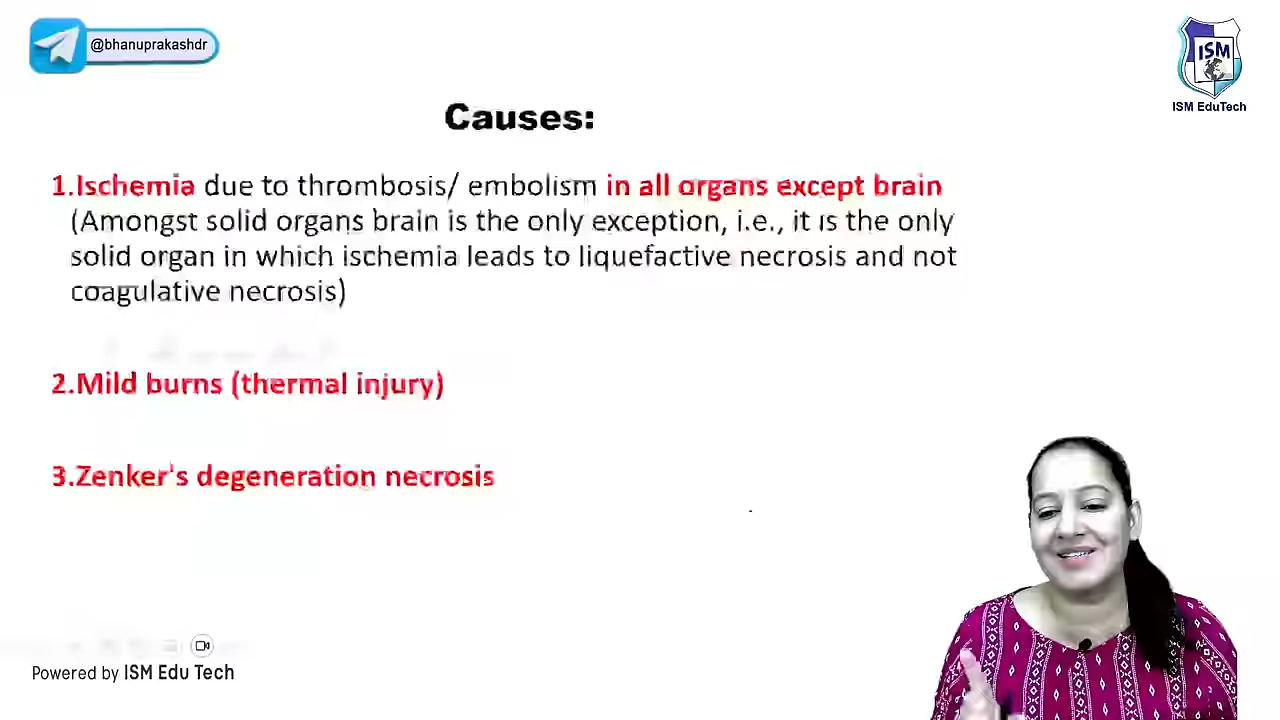 @bhanuprakashdr
ISM
ISM EduTech
Causes:
1.Ischemia due to thrombosis/ embolism in all organs except brain
(Amongst solid organs brain is the only exception, i.e., it is the only
solid organ in which ischemia leads to liquefactive necrosis and not
coagulative necrosis)
2.Mild burns (thermal injury)
3.Zenker's degeneration necrosis
Powered by ISM Edu Tech